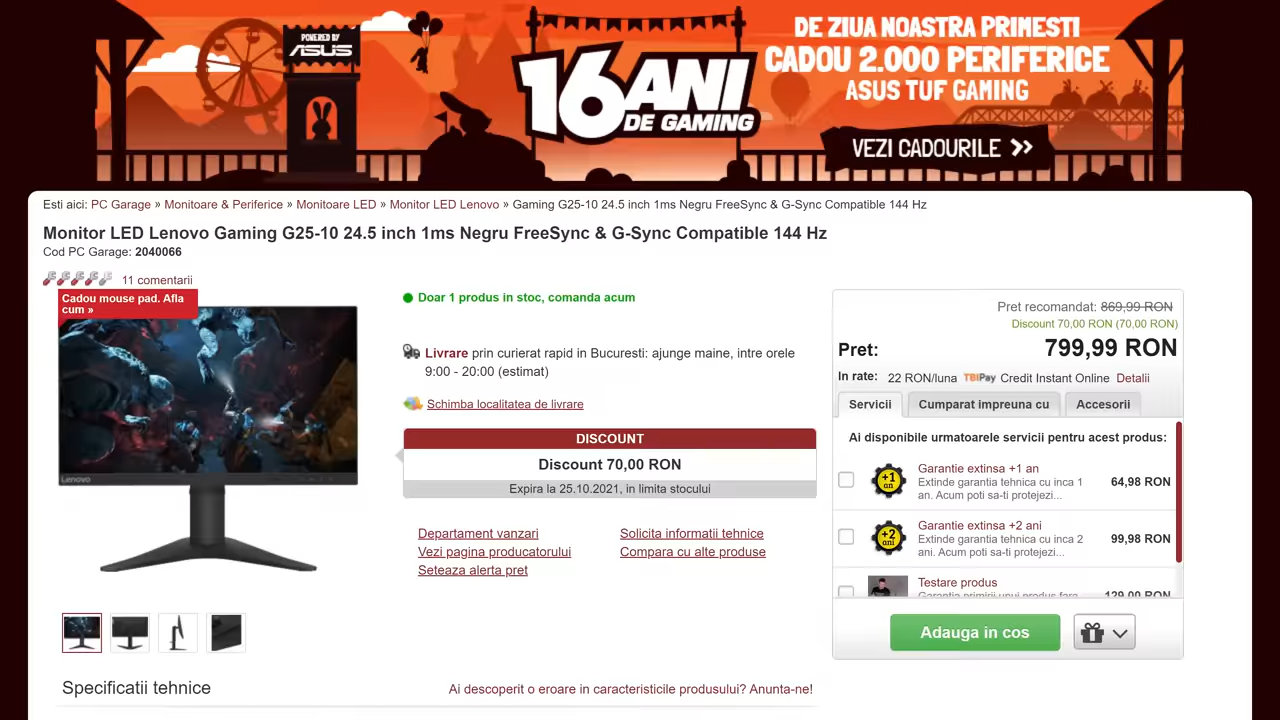 POWERED BY
ASUS
16 ANI
DE GAMING
DE ZIUA NOASTRA PRIMESTI
CADOU 2.000 PERIFERICE
ASUS TUF GAMING
VEZI CADOURILE »
Esti aici: PC Garage » Monitoare & Periferice » Monitoare LED » Monitor LED Lenovo » Gaming G25-10 24.5 inch 1ms Negru FreeSync & G-Sync Compatible 144 Hz
Monitor LED Lenovo Gaming G25-10 24.5 inch 1ms Negru FreeSync & G-Sync Compatible 144 Hz
Cod PC Garage: 2040066
11 comentarii
Cadou mouse pad. Afla
cum »
Lenovo
Doar 1 produs in stoc, comanda acum
Livrare prin curierat rapid in Bucuresti: ajunge maine, intre orele
9:00 - 20:00 (estimat)
Schimba localitatea de livrare
DISCOUNT
Discount 70,00 RON
Expira la 25.10.2021, in limita stocului
Departament vanzari
Solicita informatii tehnice
Vezi pagina producatorului
Compara cu alte produse
Seteaza alerta pret
Pret recomandat: 869,99 RON
Discount 70,00 RON (70,00 RON)
Pret: 799,99 RON
In rate: 22 RON/luna TBIPay Credit Instant Online Detalii
Servicii
Cumparat impreuna cu
Accesorii
Ai disponibile urmatoarele servicii pentru acest produs:
+1
an
Garantie extinsa +1 an
Extinde garantia tehnica cu inca 1
an. Acum poti sa-ti protejezi...
64,98 RON
+2
ani
Garantie extinsa +2 ani
Extinde garantia tehnica cu inca 2
ani. Acum poti sa-ti protejezi...
99,98 RON
Testare produs
Garantia primirii unui produs fara
129,00 RON
Adauga in cos
Specificatii tehnice
Ai descoperit o eroare in caracteristicile produsului? Anunta-ne!